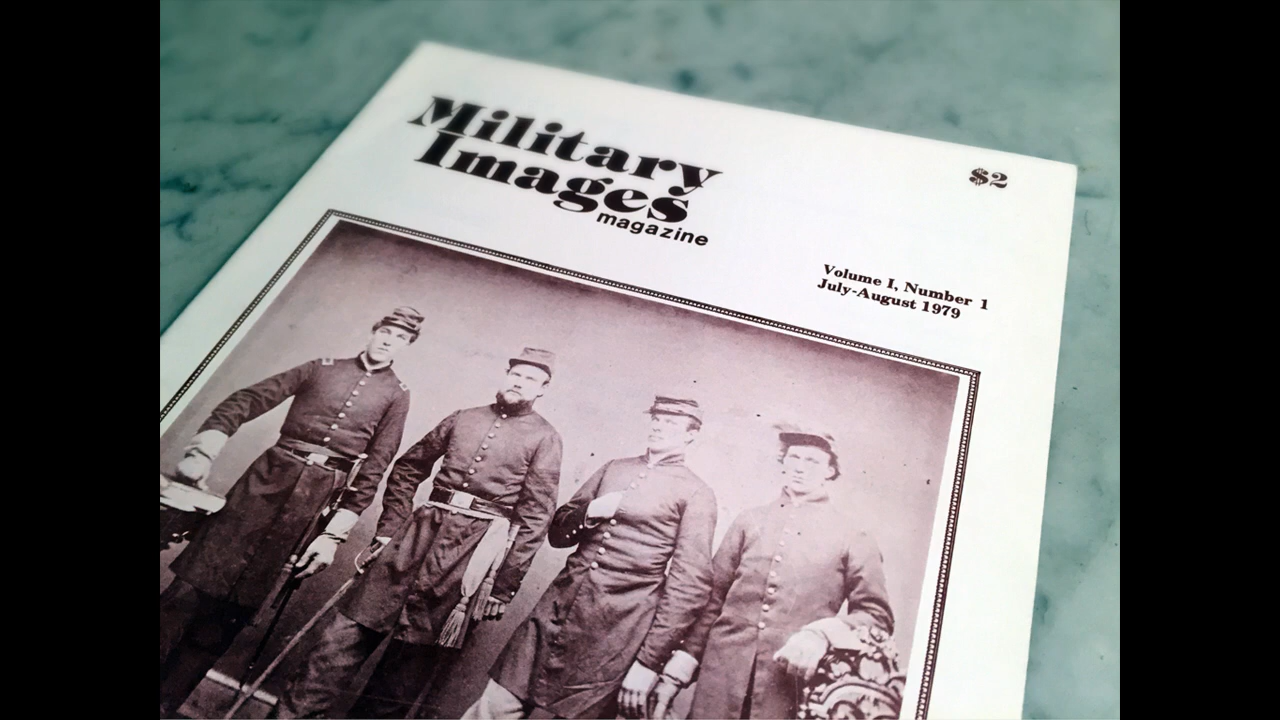 Military
Images
magazine
$2
Volume I, Number 1
July-August 1979